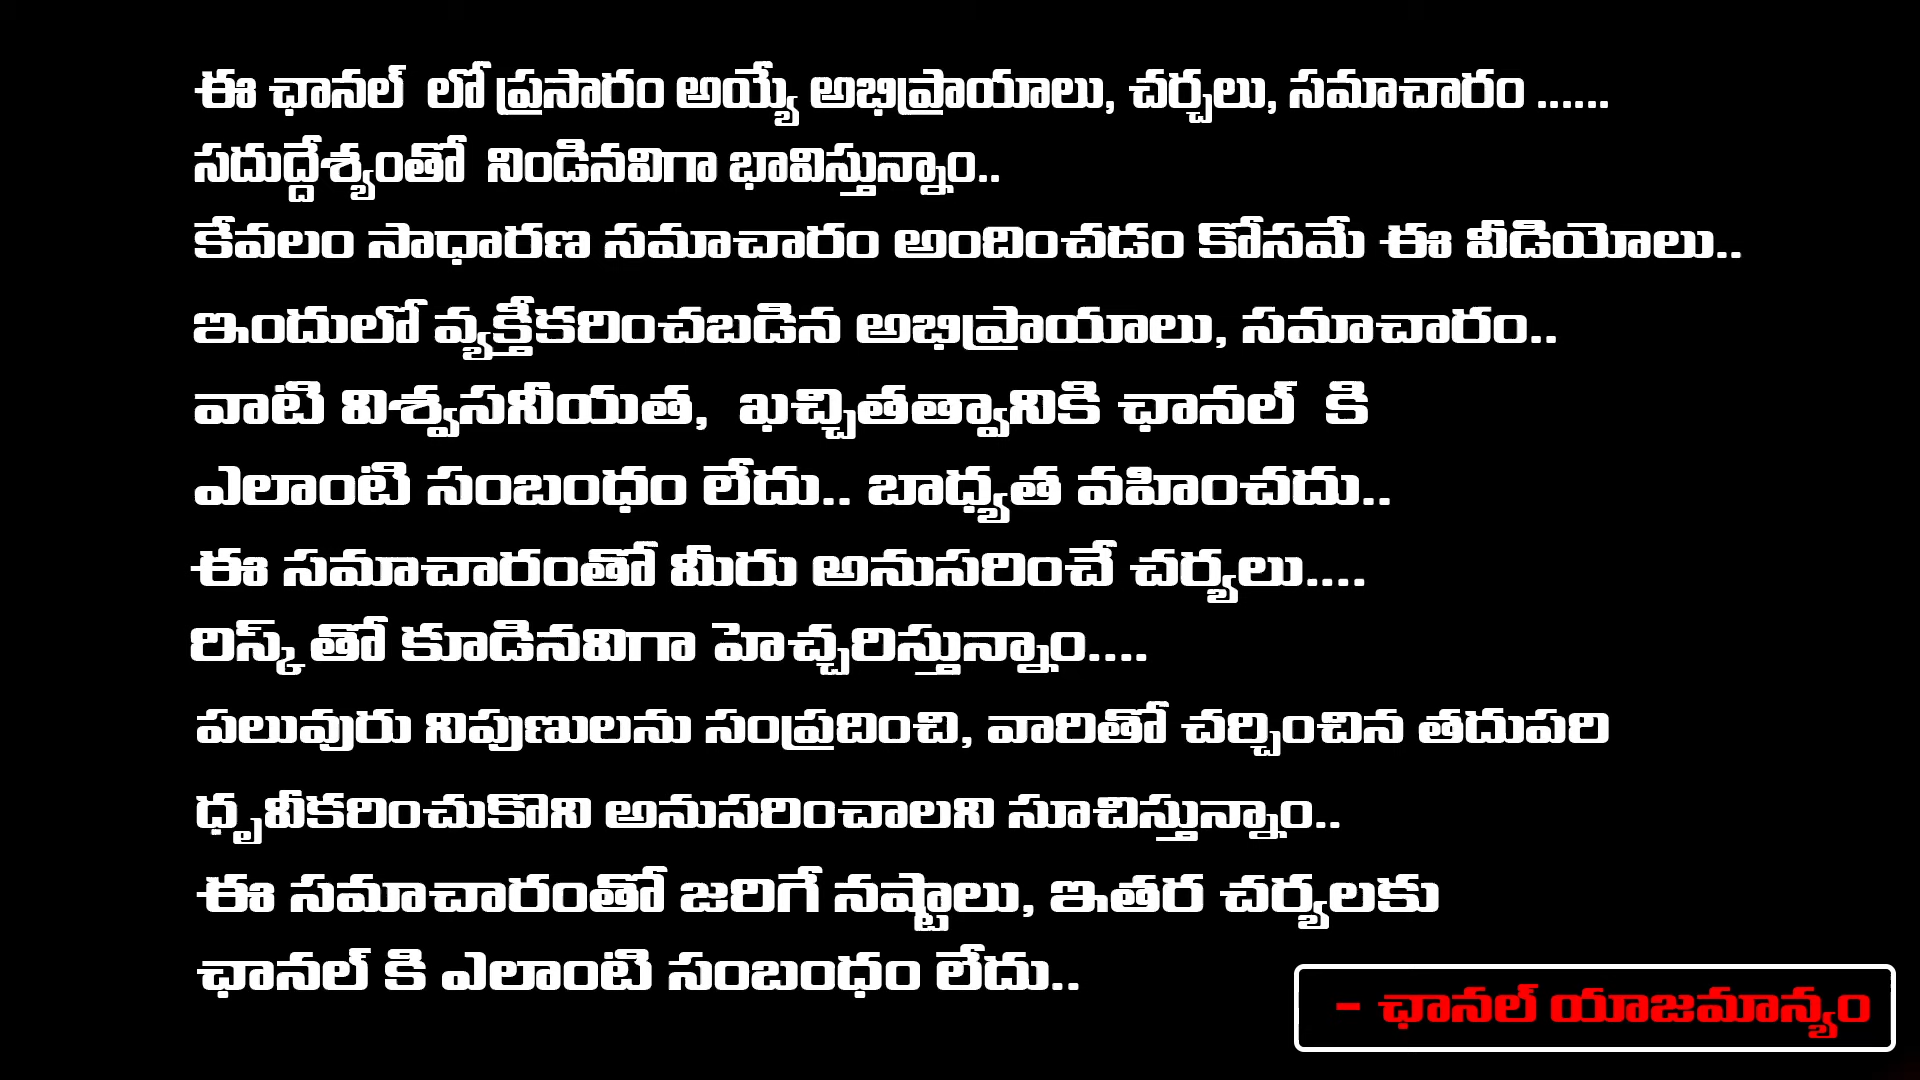 ఈ ఛానల్ లో ప్రసారం అయ్యే అభిప్రాయాలు, చర్చలు, సమాచారం ......
సదుద్దేశ్యంతో నిండినవిగా భావిస్తున్నాం..
కేవలం సాధారణ సమాచారం అందించడం కోసమే ఈ వీడియోలు..
ఇందులో వ్యక్తీకరించబడిన అభిప్రాయాలు, సమాచారం..
వాటి విశ్వసనీయత, ఖచ్చితత్వానికి ఛానల్ కి
ఎలాంటి సంబంధం లేదు.. బాధ్యత వహించదు..
ఈ సమాచారంతో మీరు అనుసరించే చర్యలు....
రిస్క్ తో కూడినవిగా హెచ్చరిస్తున్నాం....
పలువురు నిపుణులను సంప్రదించి, వారితో చర్చించిన తదుపరి
ధృవీకరించుకొని అనుసరించాలని సూచిస్తున్నాం..
ఈ సమాచారంతో జరిగే నష్టాలు, ఇతర చర్యలకు
ఛానల్ కి ఎలాంటి సంబంధం లేదు..
- ఛానల్ యాజమాన్యం